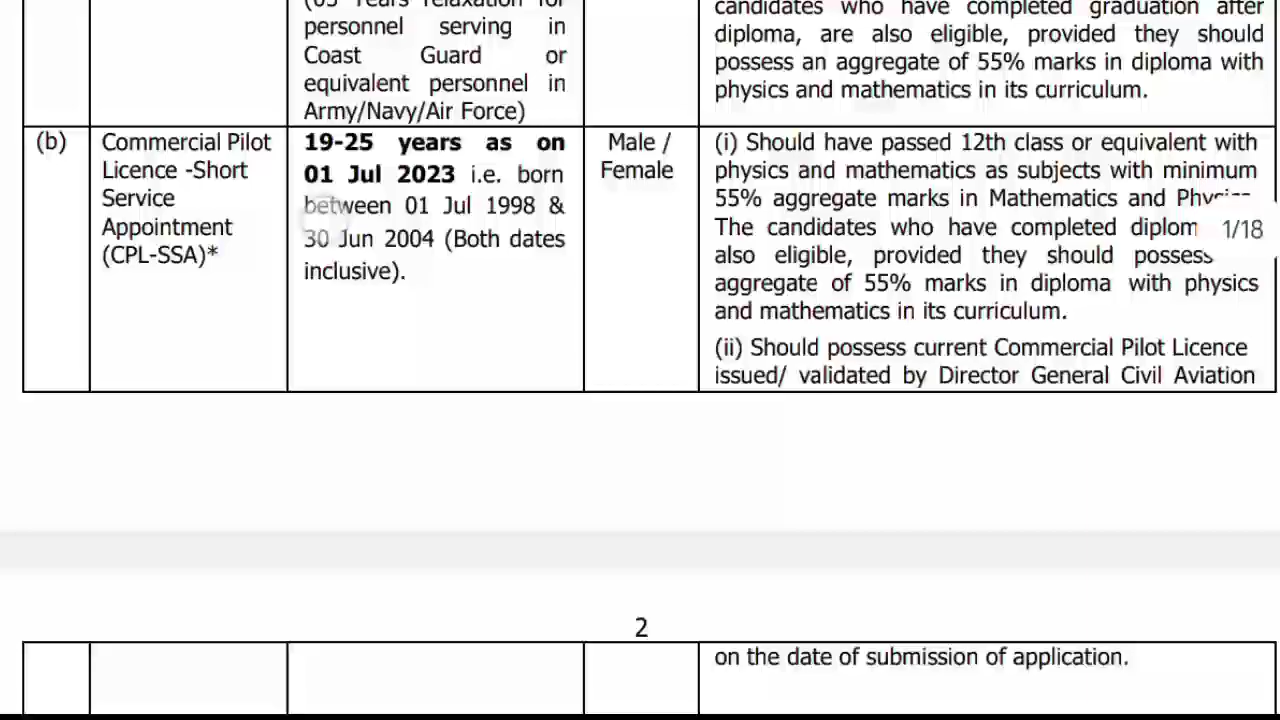 (05 Years relaxation for
personnel serving in
Coast Guard or
equivalent personnel in
Army/Navy/Air Force)
candidates who have completed graduation after
diploma, are also eligible, provided they should
possess an aggregate of 55% marks in diploma with
physics and mathematics in its curriculum.
(b)
Commercial Pilot
Licence -Short
Service
Appointment
(CPL-SSA)*
19-25 years as on
01 Jul 2023 i.e. born
between 01 Jul 1998 &
30 Jun 2004 (Both dates
inclusive).
Male /
Female
(i) Should have passed 12th class or equivalent with
physics and mathematics as subjects with minimum
55% aggregate marks in Mathematics and
The candidates who have completed
also eligible, provided they should possess
aggregate of 55% marks in diploma with physics
and mathematics in its curriculum.
(ii) Should possess current Commercial Pilot Licence
issued/ validated by Director General Civil Aviation
1/18
2
on the date of submission of application.